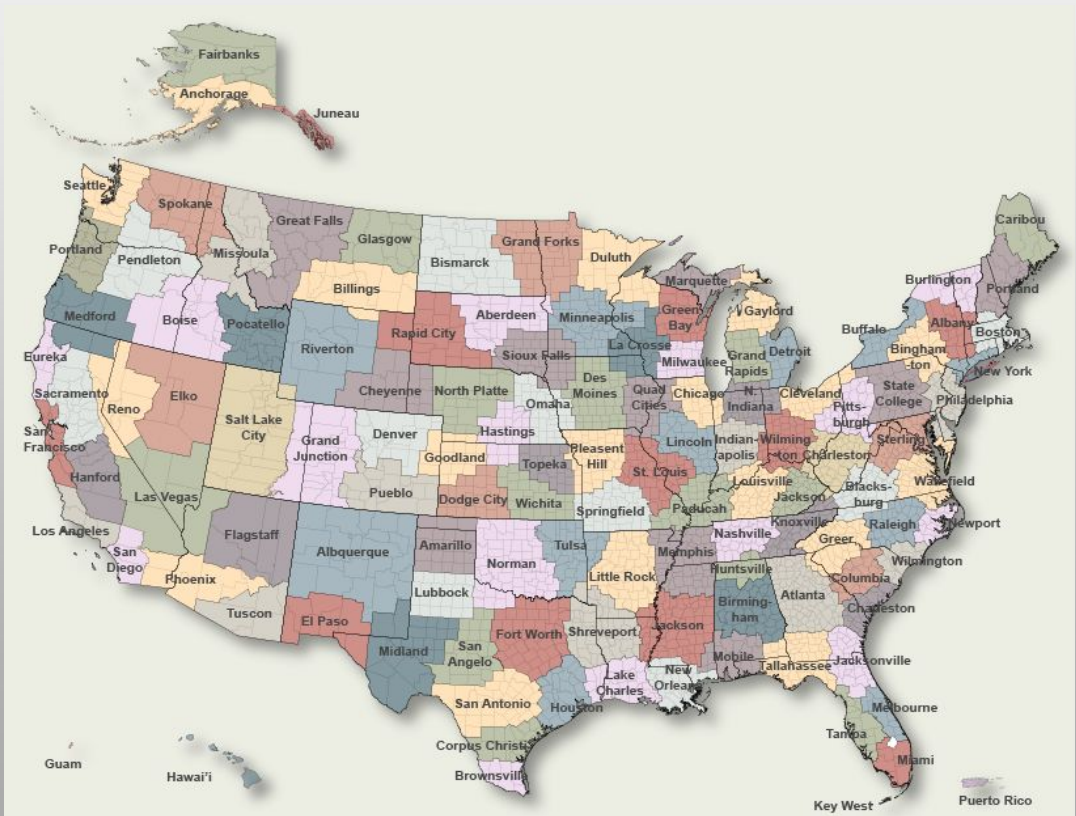 Fairbanks
Anchorage
Juneau
Seattle
Spokane
Great Falls
Glasgow
Missoula
Portland
Pendleton
Bismarck
Grand Forks
Duluth
Caribou
Billings
Marquette
Burlington
Portland
Medford
Boise
Pocatello
Rapid City
Aberdeen
Minneapolis
Green
Bay
Gaylord
Buffalo
Albany
Boston
Eureka
Riverton
La Crosse
Milwaukee
Grand
Rapids
Detroit
Bingham
-ton
New York
Sioux Falls
Sacramento
Reno
Elko
Cheyenne
North Platte
Omaha
Des
Moines
Quad
Cities
Chicago
N.
Indiana
Cleveland
State
College
Philadelphia
Pitts-
burgh
San
Francisco
Salt Lake
City
Grand
Junction
Denver
Hastings
Goodland
Topeka
Pleasent
Hill
Lincoln
Indian-
apolis
Wilming
-ton
Charleston
Sterling
Hanford
Las Vegas
Pueblo
Dodge City
Wichita
St. Louis
Louisville
Jackson
Blacks-
burg
Wakefield
Springfield
Paducah
Los Angeles
Flagstaff
Albquerque
Amarillo
Norman
Tulsa
Memphis
Nashville
Knoxville
Greer
Raleigh
Newport
San
Diego
Phoenix
Lubbock
Little Rock
Huntsville
Wilmington
Columbia
Tuscon
El Paso
Midland
San
Angelo
Fort Worth
Shreveport
Jackson
Birming-
ham
Atlanta
Charleston
Mobile
Tallahassee
Jacksonville
San Antonio
Houston
Lake
Charles
New
Orleans
Melbourne
Tampa
Corpus Christi
Miami
Brownsville
Guam
Hawai'i
Key West
Puerto Rico